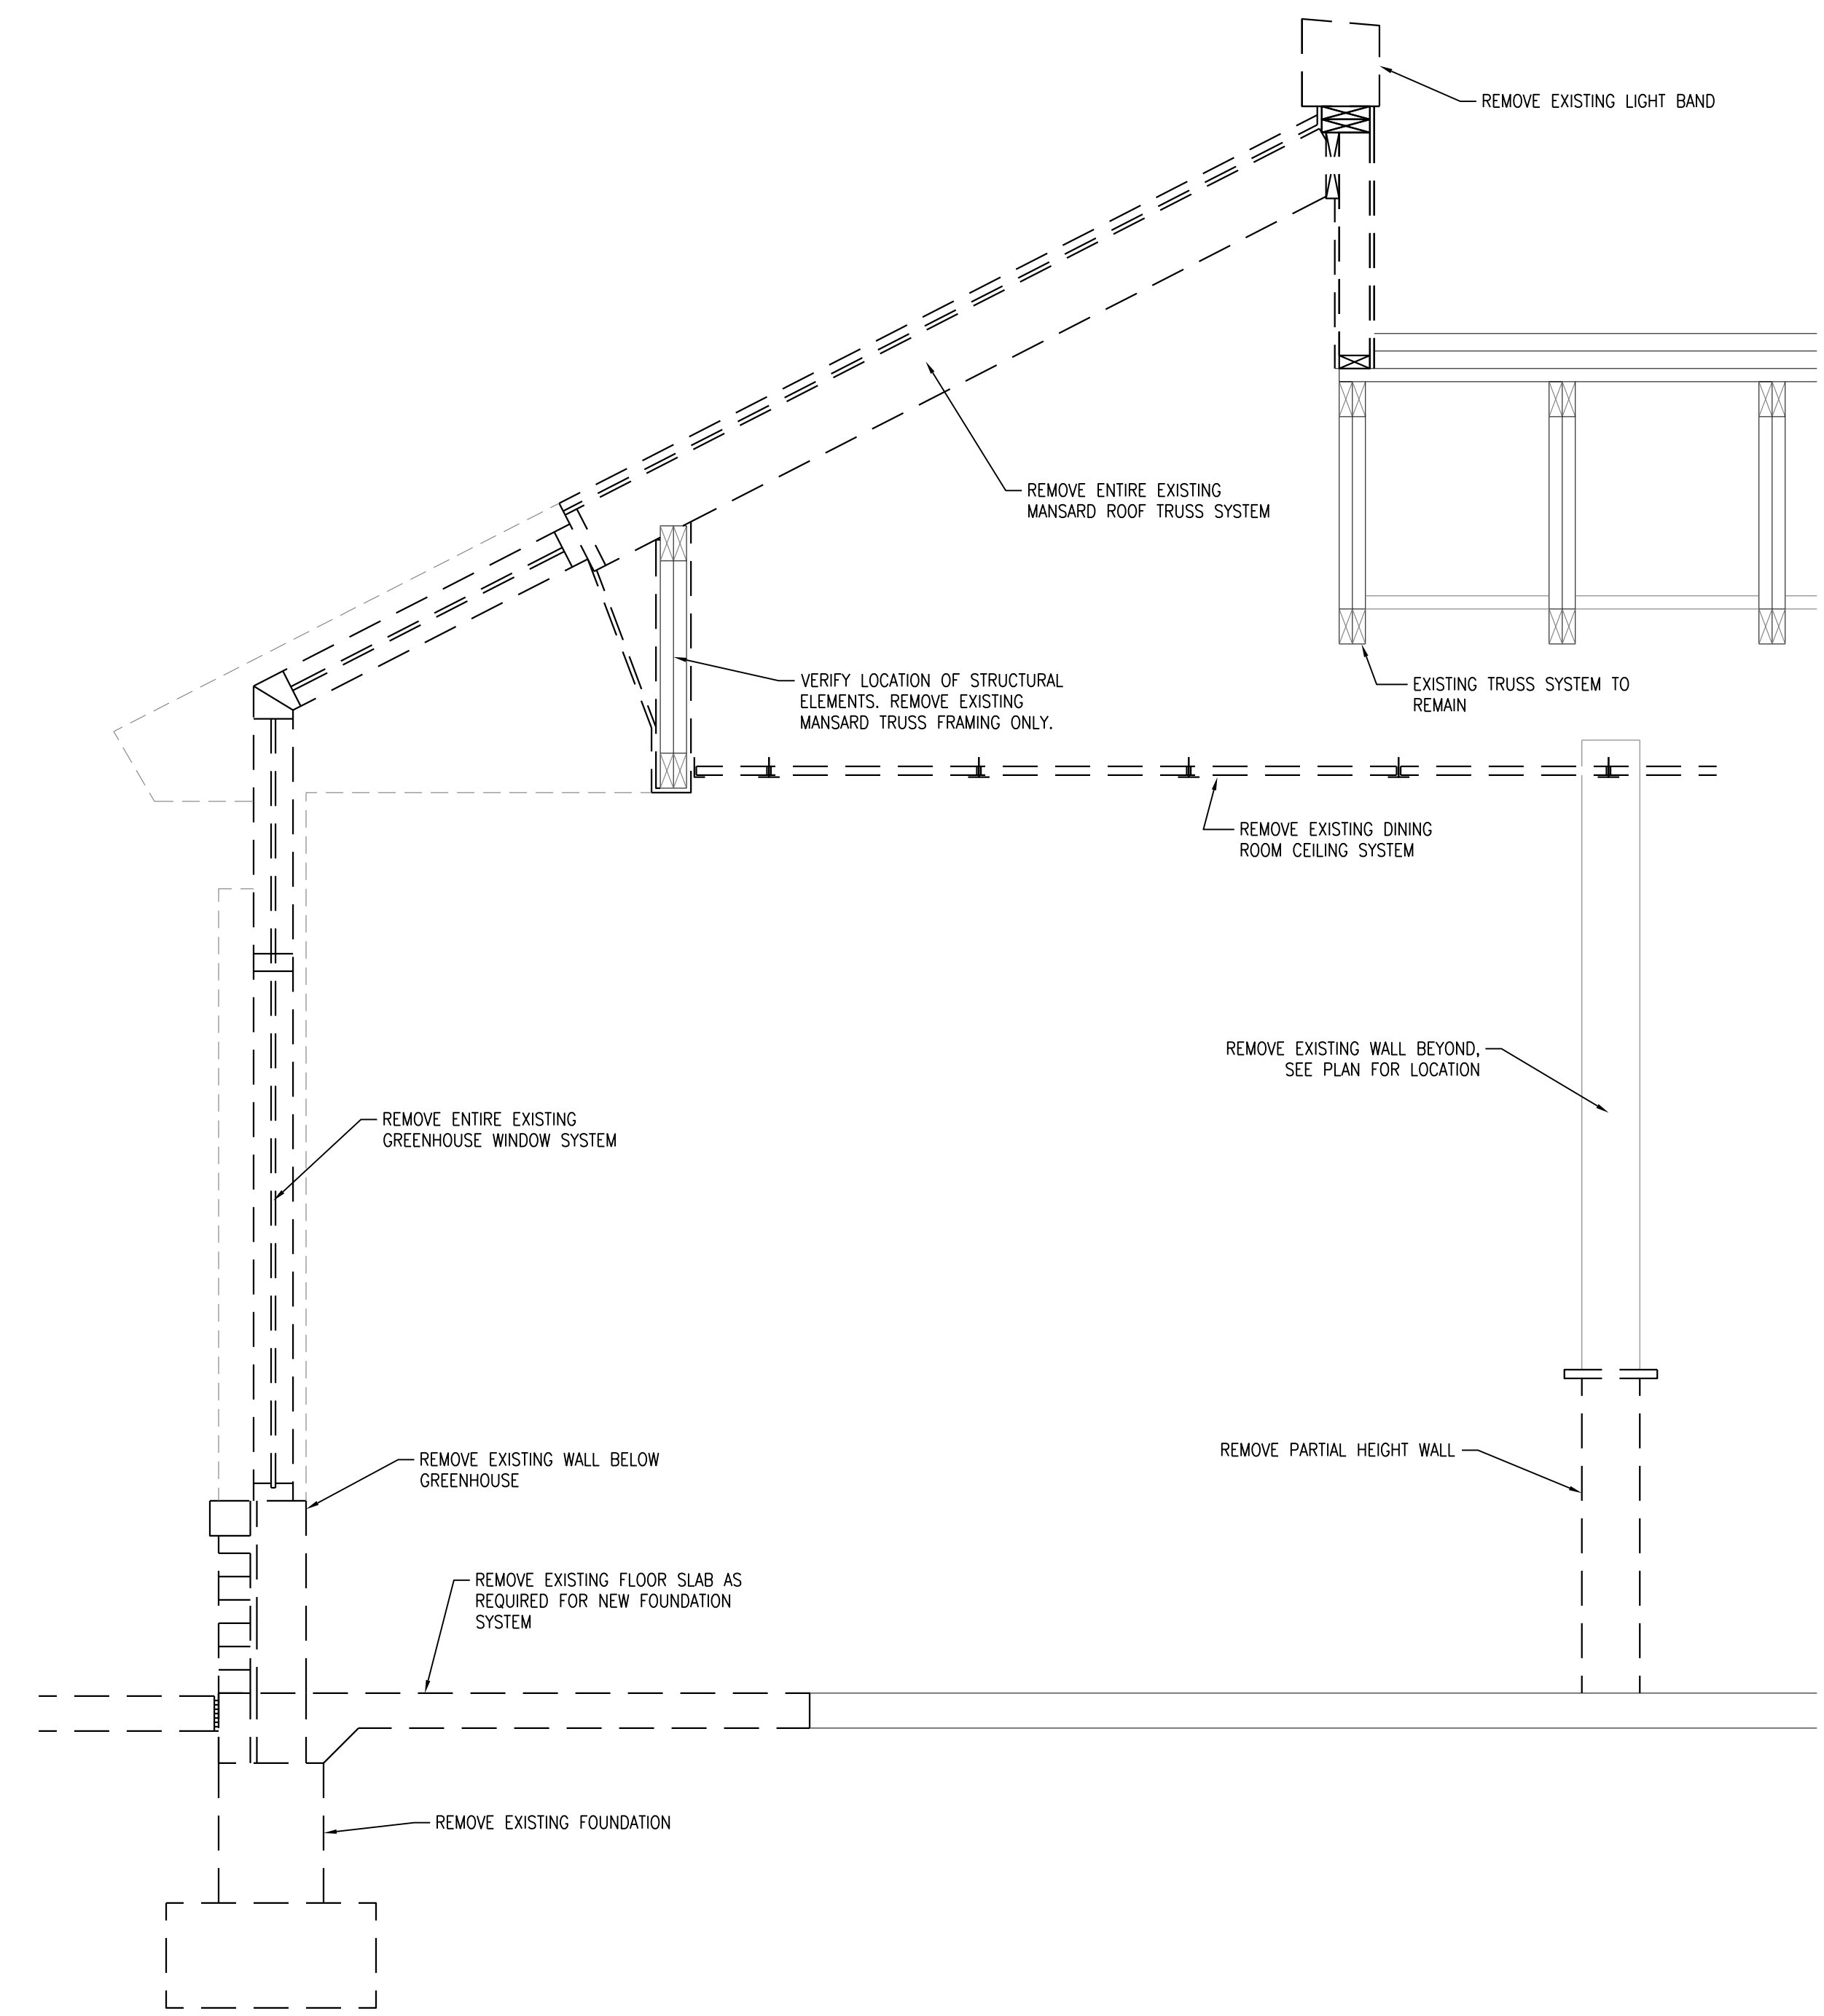 REMOVE EXISTING LIGHT BAND
REMOVE ENTIRE EXISTING
MANSARD ROOF TRUSS SYSTEM
VERIFY LOCATION OF STRUCTURAL
ELEMENTS. REMOVE EXISTING
MANSARD TRUSS FRAMING ONLY.
EXISTING TRUSS SYSTEM TO
REMAIN
REMOVE EXISTING DINING
ROOM CEILING SYSTEM
REMOVE EXISTING WALL BEYOND,
SEE PLAN FOR LOCATION
REMOVE ENTIRE EXISTING
GREENHOUSE WINDOW SYSTEM
REMOVE PARTIAL HEIGHT WALL
REMOVE EXISTING WALL BELOW
GREENHOUSE
REMOVE EXISTING FLOOR SLAB AS
REQUIRED FOR NEW FOUNDATION
SYSTEM
REMOVE EXISTING FOUNDATION